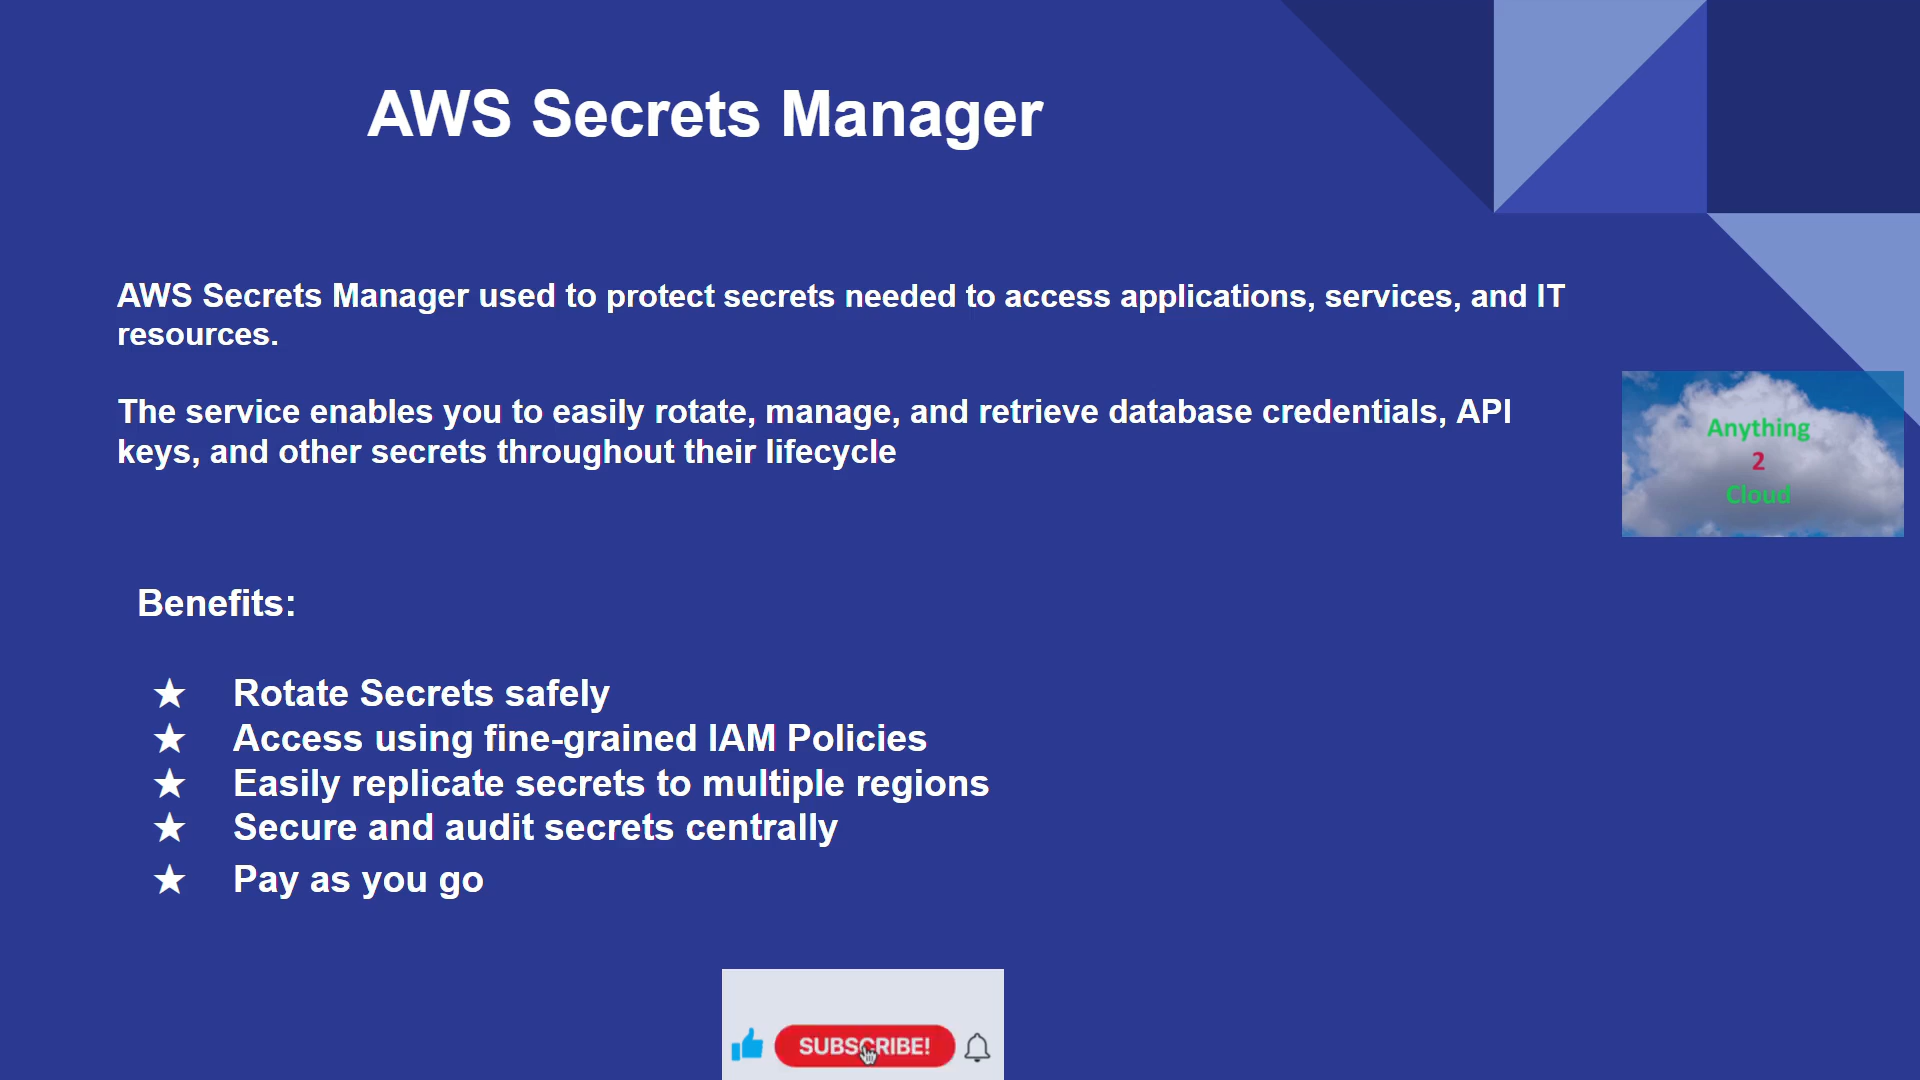 AWS Secrets Manager
AWS Secrets Manager used to protect secrets needed to access applications, services, and IT
resources.
The service enables you to easily rotate, manage, and retrieve database credentials, API
keys, and other secrets throughout their lifecycle
Anything
2
Cloud
Benefits:
★ Rotate Secrets safely
★ Access using fine-grained IAM Policies
★ Easily replicate secrets to multiple regions
★ Secure and audit secrets centrally
★ Pay as you go
SUBSCRIBE!